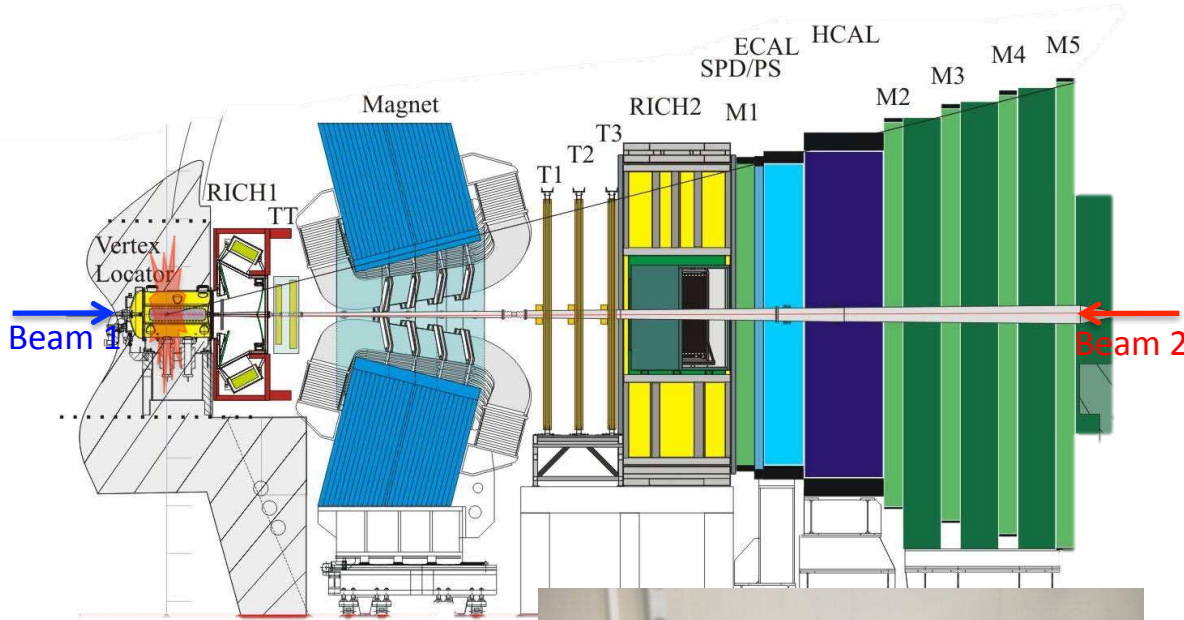 HCAL
ECAL
SPD/PS
M5
M4
M3
M2
M1
RICH2
Magnet
T3
T2
T1
RICH1
TT
Vertex
Locator
Beam 1
Beam 2